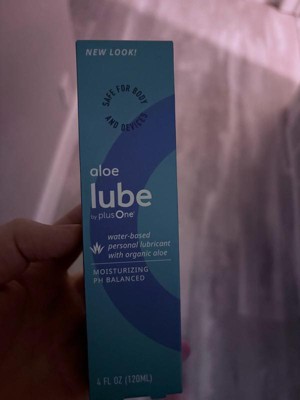 NEW LOOK!
SAFE FOR BODY
AND DEVICES
aloe
lube
by plusOne
water-based
personal lubricant
with organic aloe
MOISTURIZING
PH BALANCED
4 FL OZ (120ML)